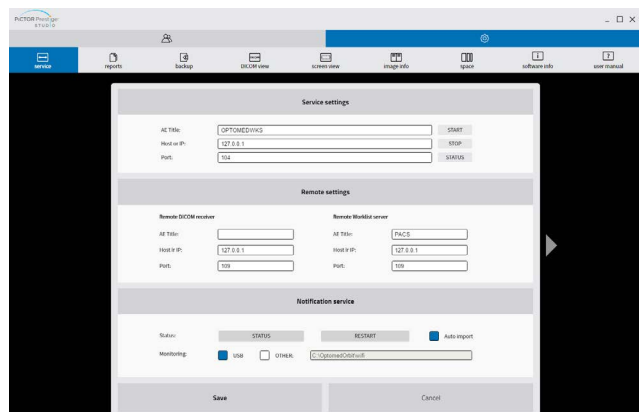 PiCTOR Prestige
STUDIO
service reports backup DICOM view screen view image info space software info user manual
Service settings
AE Title: OPTOMEDWKS START
Host or IP: 127.0.0.1 STOP
Port: 104 STATUS
Remote settings
Remote DICOM receiver Remote Worklist server
AE Title: AE Title: PACS
Host ir IP: 127.0.0.1 Host ir IP: 127.0.0.1
Port: 109 Port: 109
Notification service
Status: STATUS RESTART Auto import
Monitoring: USB OTHER: C:\OptomedOrbit\wifi
Save Cancel